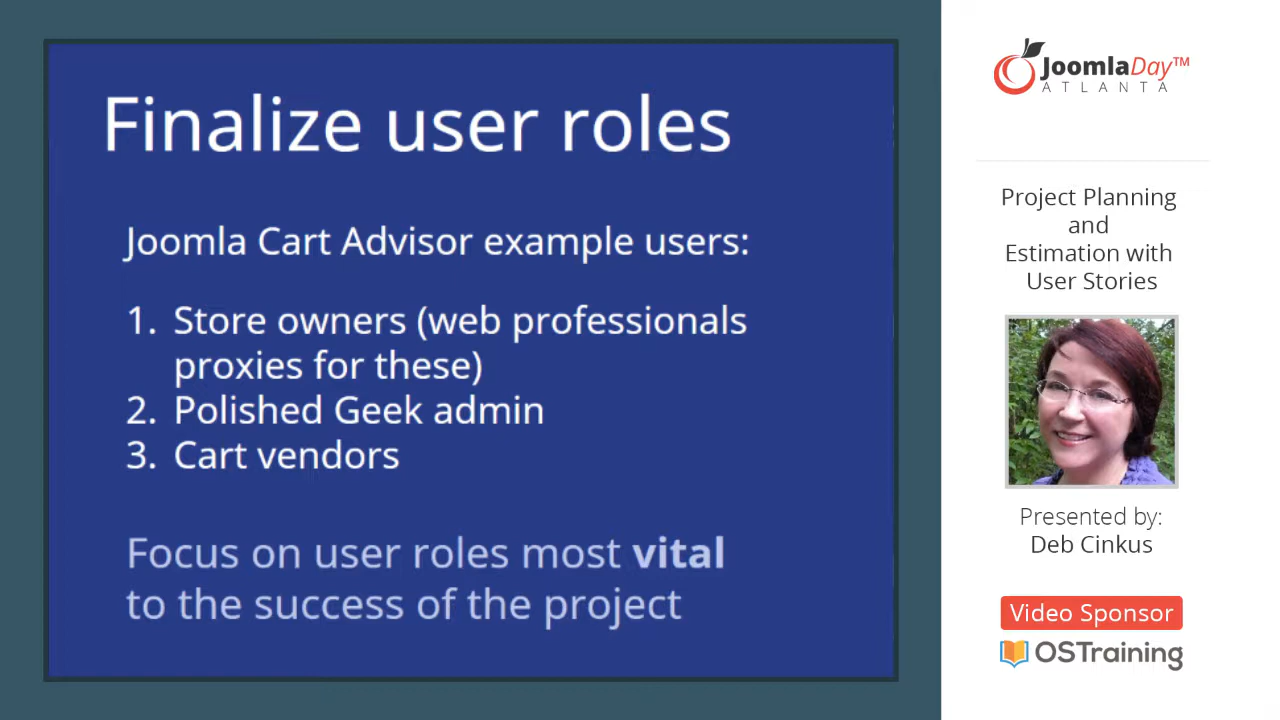 Finalize user roles
Joomla Cart Advisor example users:
1. Store owners (web professionals
proxies for these)
2. Polished Geek admin
3. Cart vendors
Focus on user roles most vital
to the success of the project
JoomlaDay™
ATLANTA
Project Planning
and
Estimation with
User Stories
Presented by:
Deb Cinkus
Video Sponsor
OSTraining